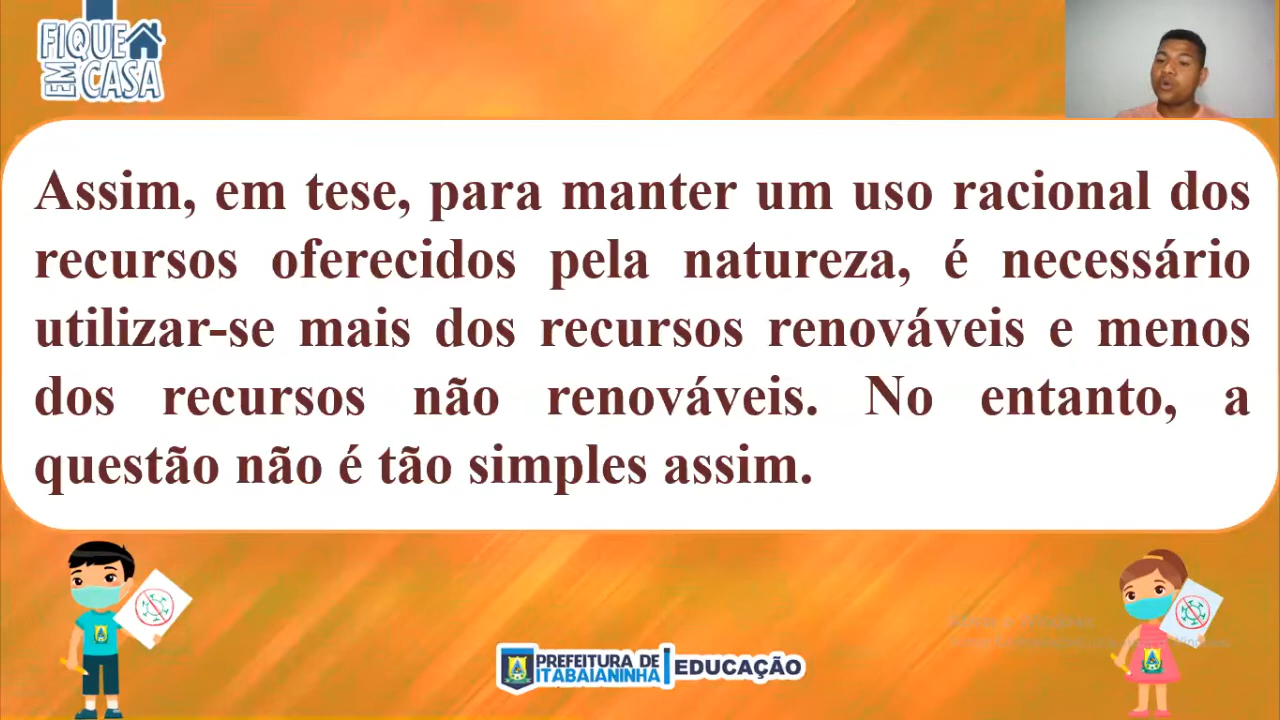 FIQUE
EM CASA
Assim, em tese, para manter um uso racional dos
recursos oferecidos pela natureza, é necessário
utilizar-se mais dos recursos renováveis e menos
dos recursos não renováveis. No entanto, a
questão não é tão simples assim.
PREFEITURA DE
ITABAIANINHA
EDUCAÇÃO